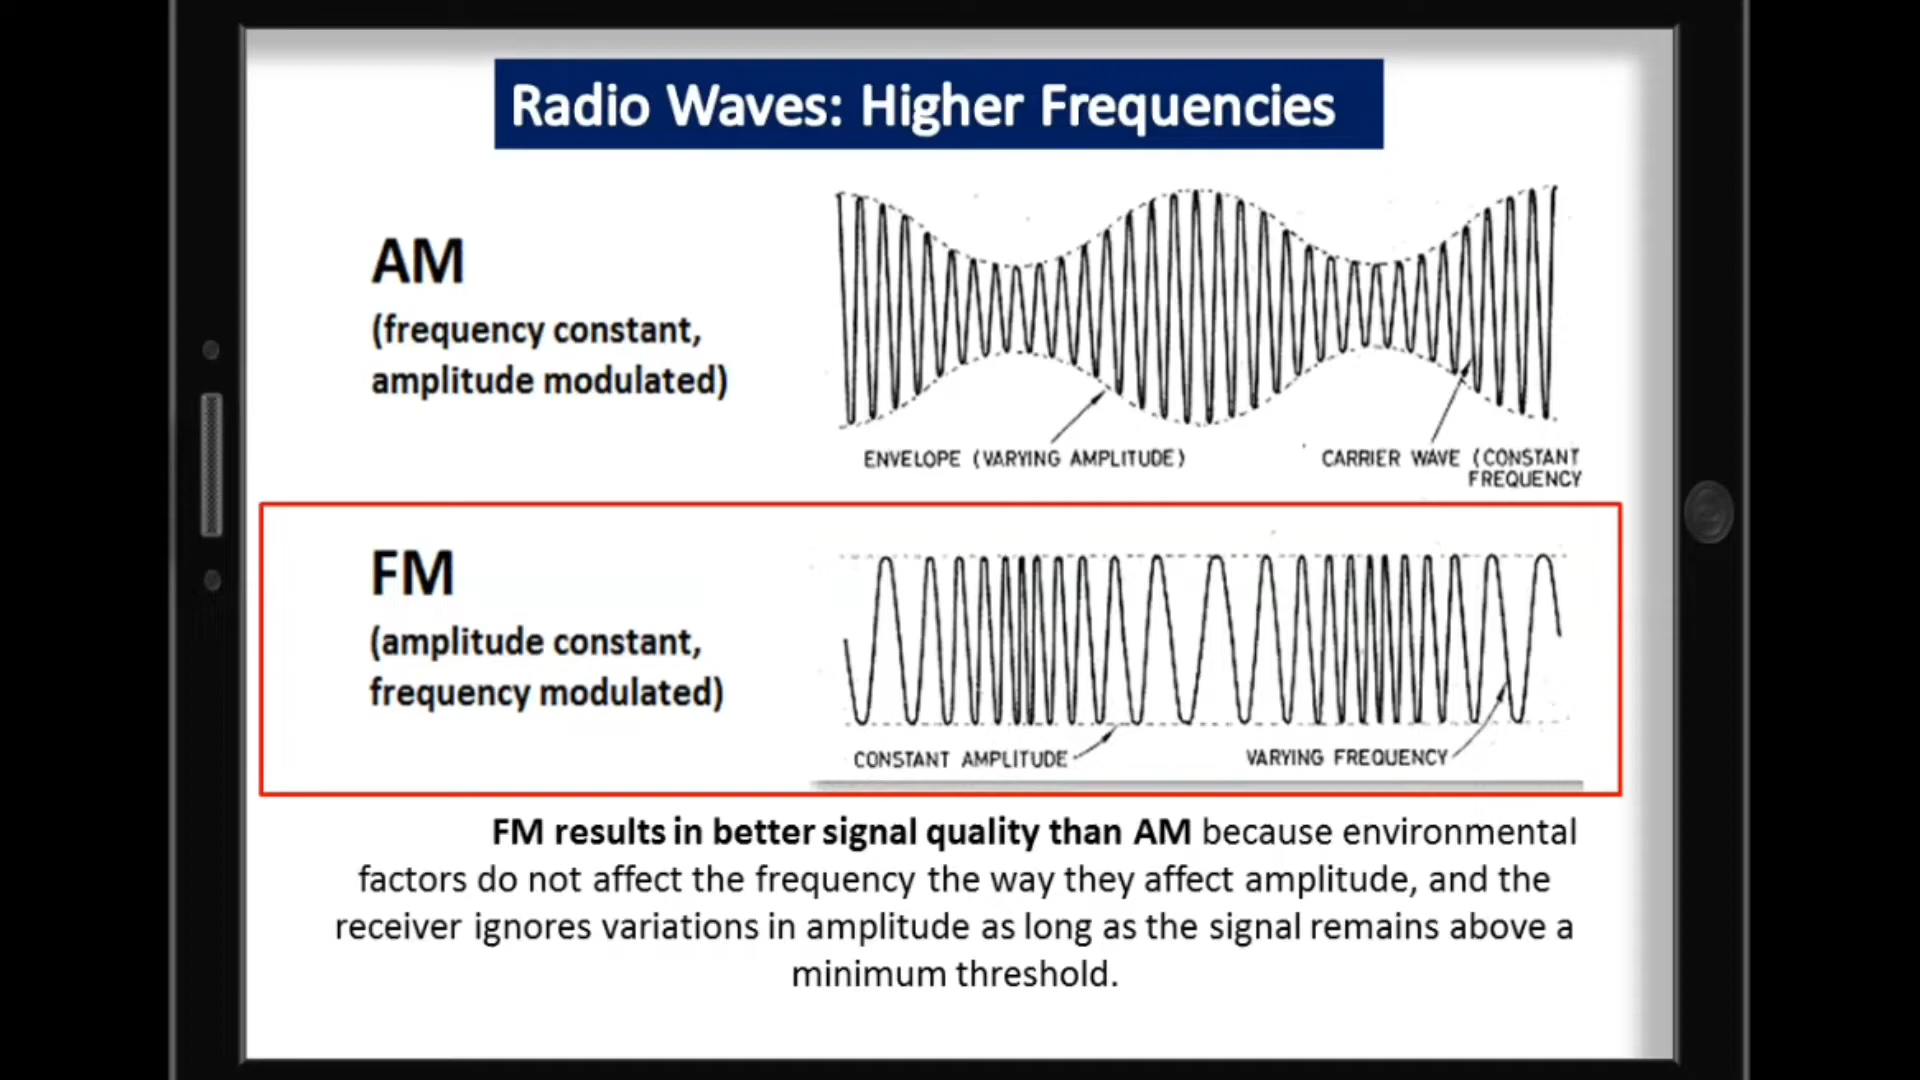 Radio Waves: Higher Frequencies
AM
(frequency constant,
amplitude modulated)
ENVELOPE (VARYING AMPLITUDE)
CARRIER WAVE (CONSTANT
FREQUENCY
FM
(amplitude constant,
frequency modulated)
CONSTANT AMPLITUDE
VARYING FREQUENCY
FM results in better signal quality than AM because environmental
factors do not affect the frequency the way they affect amplitude, and the
receiver ignores variations in amplitude as long as the signal remains above a
minimum threshold.